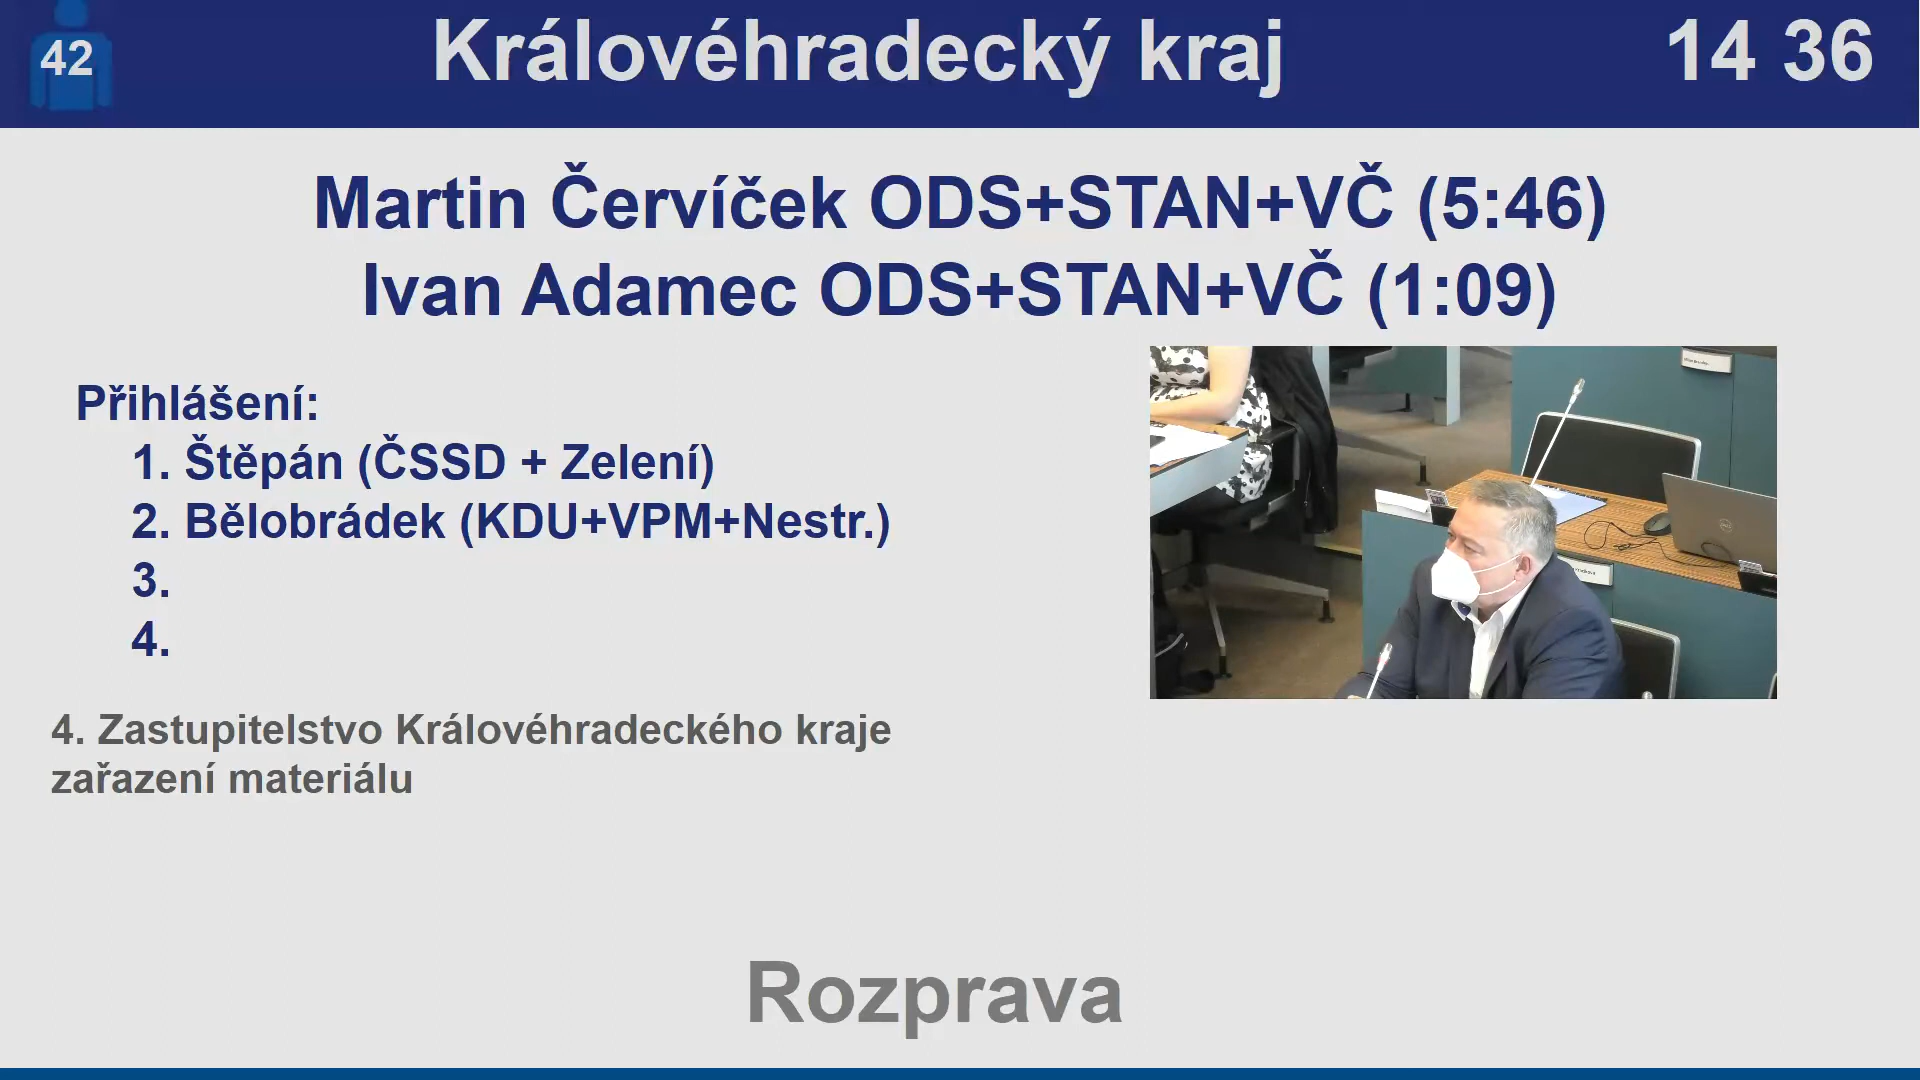 42
Královéhradecký kraj
14 36
Martin Červíček ODS+STAN+VČ (5:46)
Ivan Adamec ODS+STAN+VČ (1:09)
Přihlášení:
1. Štěpán (ČSSD + Zelení)
2. Bělobrádek (KDU+VPM+Nestr.)
3.
4.
4. Zastupitelstvo Královéhradeckého kraje
zařazení materiálu
Rozprava